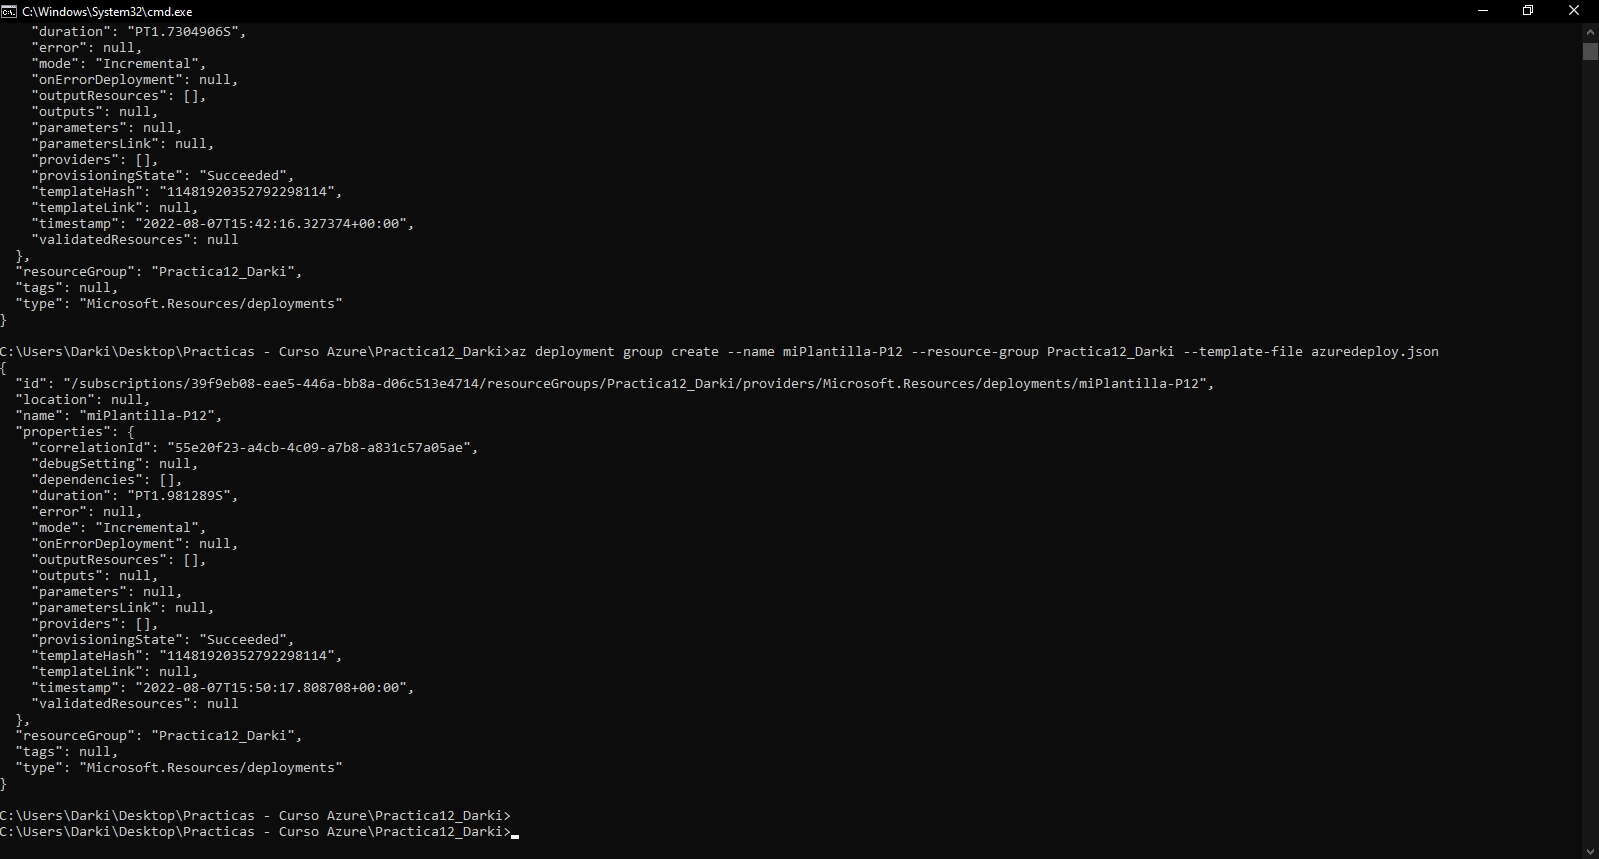 C:\Windows\System32\cmd.exe
    "duration": "PT1.7304906S",
    "error": null,
    "mode": "Incremental",
    "onErrorDeployment": null,
    "outputResources": [],
    "outputs": null,
    "parameters": null,
    "parametersLink": null,
    "providers": [],
    "provisioningState": "Succeeded",
    "templateHash": "11481920352792298114",
    "templateLink": null,
    "timestamp": "2022-08-07T15:42:16.327374+00:00",
    "validatedResources": null
  },
  "resourceGroup": "Practica12_Darki",
  "tags": null,
  "type": "Microsoft.Resources/deployments"
}
C:\Users\Darki\Desktop\Practicas - Curso Azure\Practica12_Darki>az deployment group create --name miPlantilla-P12 --resource-group Practica12_Darki --template-file azuredeploy.json
{
  "id": "/subscriptions/39f9eb08-eae5-446a-bb8a-d06c513e4714/resourceGroups/Practica12_Darki/providers/Microsoft.Resources/deployments/miPlantilla-P12",
  "location": null,
  "name": "miPlantilla-P12",
  "properties": {
    "correlationId": "55e20f23-a4cb-4c09-a7b8-a831c57a05ae",
    "debugSetting": null,
    "dependencies": [],
    "duration": "PT1.981289S",
    "error": null,
    "mode": "Incremental",
    "onErrorDeployment": null,
    "outputResources": [],
    "outputs": null,
    "parameters": null,
    "parametersLink": null,
    "providers": [],
    "provisioningState": "Succeeded",
    "templateHash": "11481920352792298114",
    "templateLink": null,
    "timestamp": "2022-08-07T15:50:17.808708+00:00",
    "validatedResources": null
  },
  "resourceGroup": "Practica12_Darki",
  "tags": null,
  "type": "Microsoft.Resources/deployments"
}
C:\Users\Darki\Desktop\Practicas - Curso Azure\Practica12_Darki>
C:\Users\Darki\Desktop\Practicas - Curso Azure\Practica12_Darki>